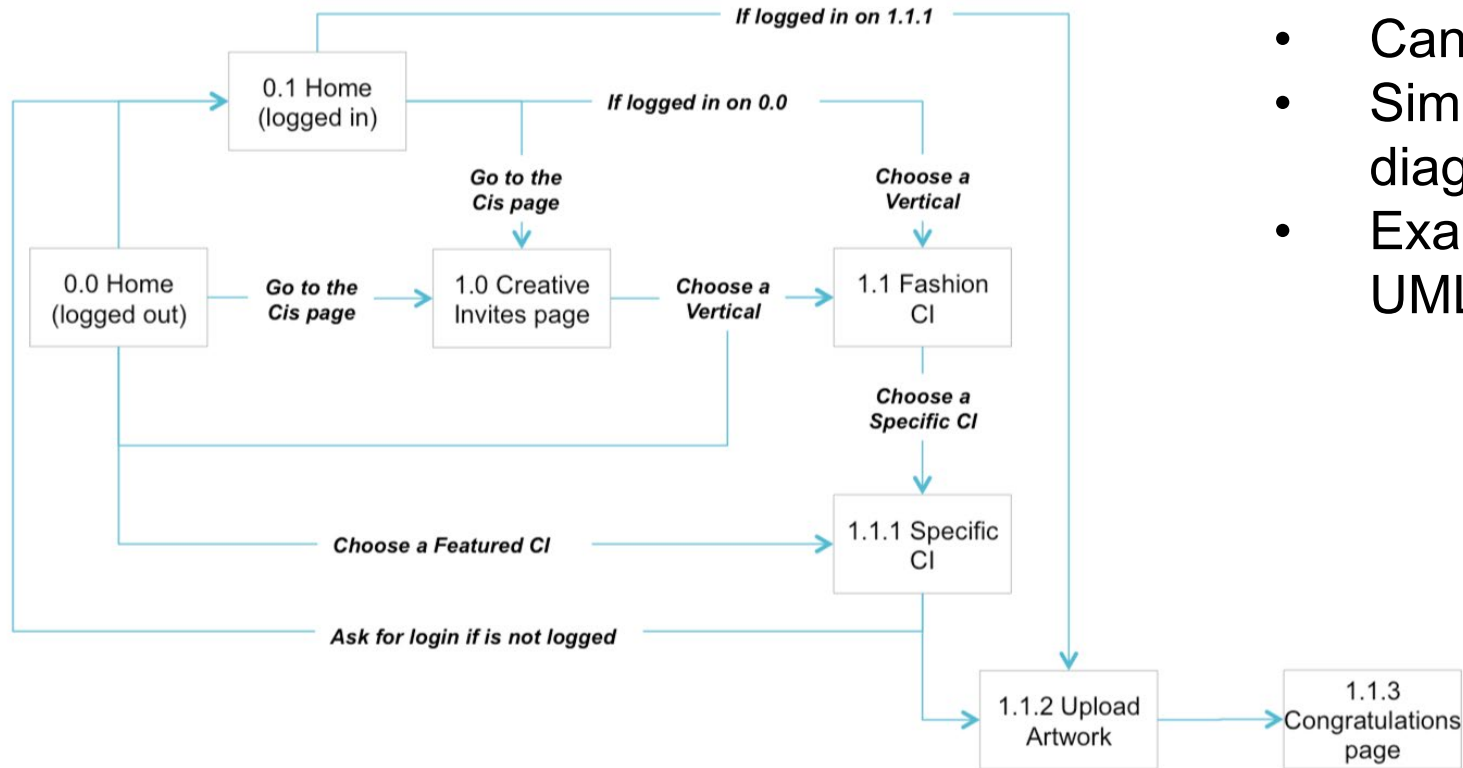 If logged in on 1.1.1
0.1 Home
(logged in)
If logged in on 0.0
Go to the
Cis page
Choose a
Vertical
0.0 Home
(logged out)
Go to the
Cis page
1.0 Creative
Invites page
Choose a
Vertical
1.1 Fashion
CI
Choose a
Specific CI
Choose a Featured CI
1.1.1 Specific
CI
Ask for login if is not logged
1.1.2 Upload
Artwork
1.1.3
Congratulations
page
• Can
• Sim
diag
• Exa
UML